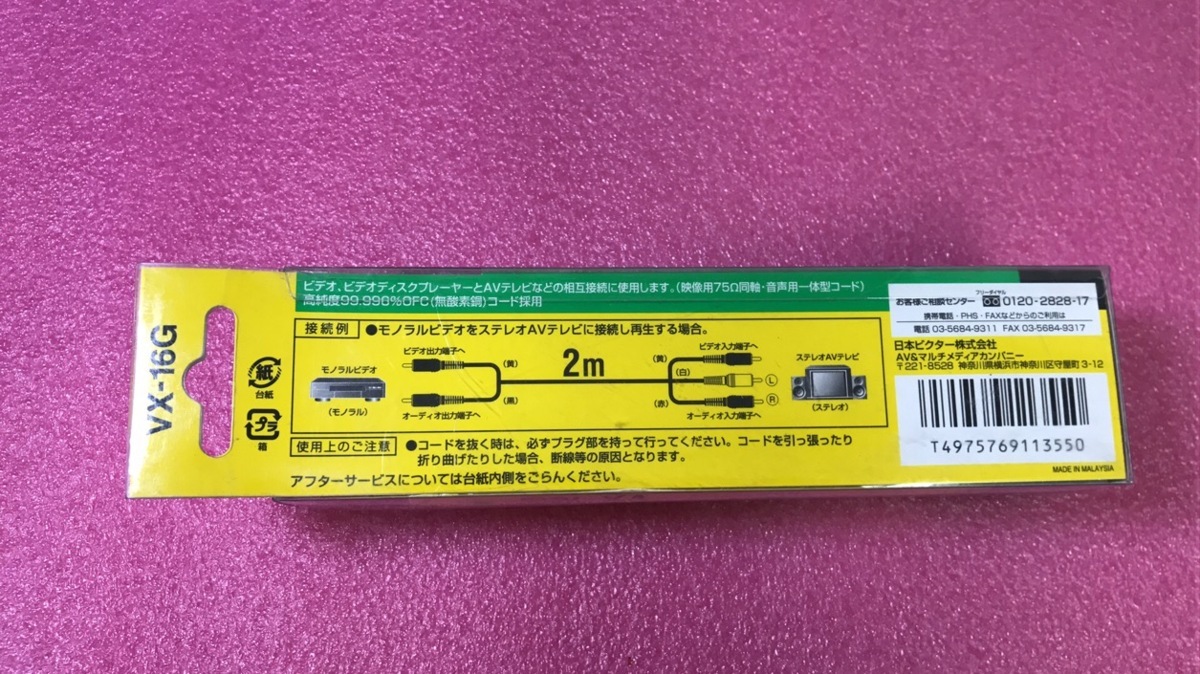 VX-16G
紙
台紙
プラ
箱
ビデオ、ビデオディスクプレーヤーとAVテレビなどの相互接続に使用します。(映像用75Ω同軸・音声用一体型コード)
高純度99.996%OFC(無酸素銅)コード採用
接続例 ●モノラルビデオをステレオAVテレビに接続し再生する場合。
ビデオ出力端子へ
(黄)
2m
(黄)
ビデオ入力端子へ
モノラルビデオ
(モノラル)
(白)
Ⓛ
ステレオAVテレビ
(ステレオ)
オーディオ出力端子へ
(黒)
(赤)
Ⓡ
オーディオ入力端子へ
使用上のご注意 ●コードを抜く時は、必ずプラグ部を持って行ってください。コードを引っ張ったり
折り曲げたりした場合、断線等の原因となります。
アフターサービスについては台紙内側をごらんください。
フリーダイヤル
お客様ご相談センター 0120-2828-17
携帯電話・PHS・FAXなどからのご利用は
電話 03-5684-9311 FAX 03-5684-9317
日本ビクター株式会社
AV&マルチメディアカンパニー
〒221-8528 神奈川県横浜市神奈川区守屋町3-12
T4975769113550
MADE IN MALAYSIA